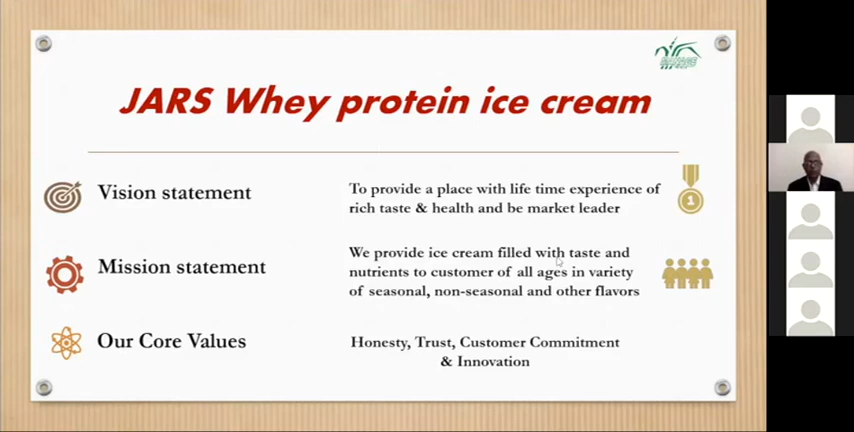 JARS Whey protein ice cream
Vision statement
To provide a place with life time experience of
rich taste & health and be market leader
1
Mission statement
We provide ice cream filled with taste and
nutrients to customer of all ages in variety
of seasonal, non-seasonal and other flavors
Our Core Values
Honesty, Trust, Customer Commitment
& Innovation